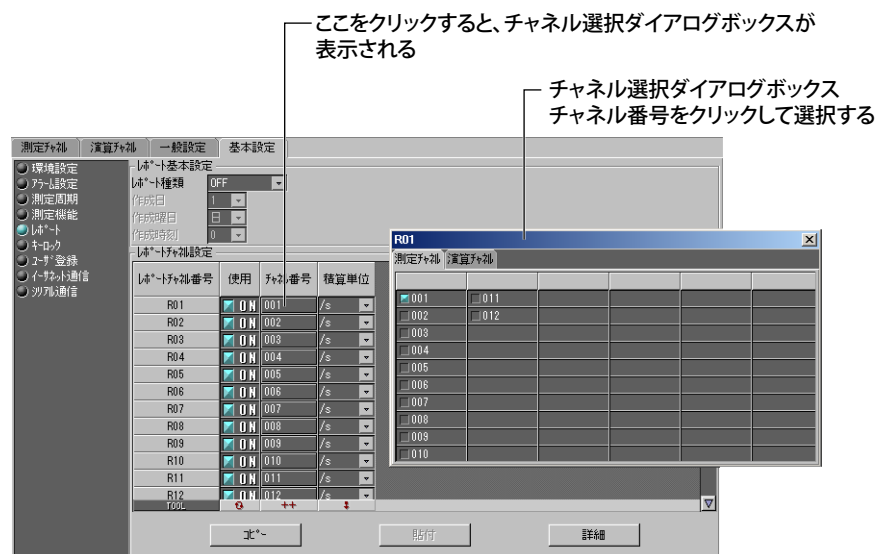 ここをクリックすると、チャネル選択ダイアログボックスが
表示される
チャネル選択ダイアログボックス
チャネル番号をクリックして選択する
測定ﾁｬﾈﾙ 演算ﾁｬﾈﾙ 一般設定 基本設定
環境設定
ｱﾗｰﾑ設定
測定周期
測定機能
ﾚﾎﾟｰﾄ
ｷｰﾛｯｸ
ﾕｰｻﾞ登録
ｲｰｻﾈｯﾄ通信
ｼﾘｱﾙ通信
ﾚﾎﾟｰﾄ基本設定
ﾚﾎﾟｰﾄ種類 OFF
作成日 1
作成曜日 日
作成時刻 0
ﾚﾎﾟｰﾄﾁｬﾈﾙ設定
ﾚﾎﾟｰﾄﾁｬﾈﾙ番号 使用 ﾁｬﾈﾙ番号 積算単位
R01 ON 001 /s
R02 ON 002 /s
R03 ON 003 /s
R04 ON 004 /s
R05 ON 005 /s
R06 ON 006 /s
R07 ON 007 /s
R08 ON 008 /s
R09 ON 009 /s
R10 ON 010 /s
R11 ON 011 /s
R12 ON 012 /s
TOOL
R01
測定ﾁｬﾈﾙ 演算ﾁｬﾈﾙ
001 011
002 012
003
004
005
006
007
008
009
010
ｺﾋﾟｰ 貼付 詳細